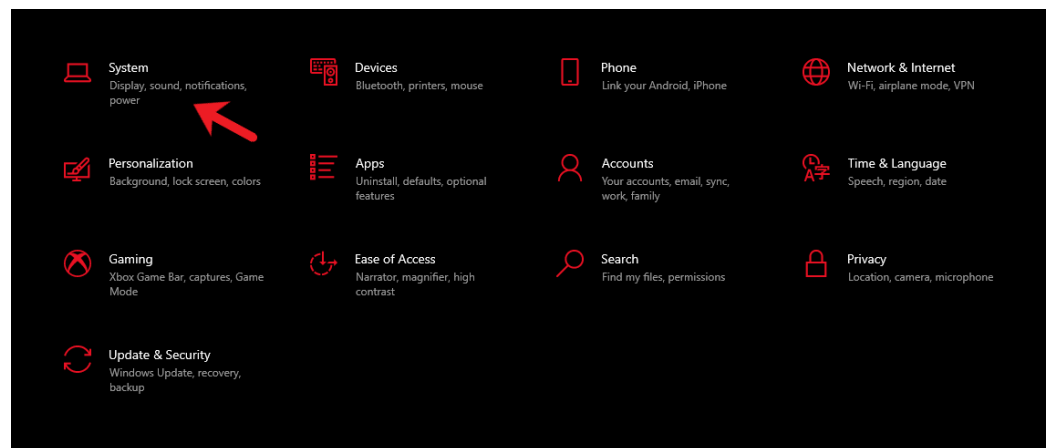 System
Display, sound, notifications,
power
Devices
Bluetooth, printers, mouse
Phone
Link your Android, iPhone
Network & Internet
Wi-Fi, airplane mode, VPN
Personalization
Background, lock screen, colors
Apps
Uninstall, defaults, optional
features
Accounts
Your accounts, email, sync,
work, family
Time & Language
Speech, region, date
Gaming
Xbox Game Bar, captures, Game
Mode
Ease of Access
Narrator, magnifier, high
contrast
Search
Find my files, permissions
Privacy
Location, camera, microphone
Update & Security
Windows Update, recovery,
backup